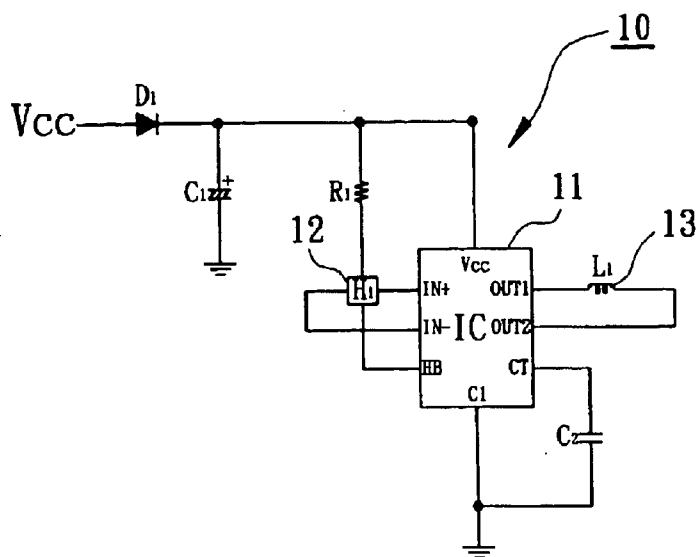 10
D1
Vcc
C1
+
R1
11
12
13
Vcc
L1
H1
IN+
OUT1
IN-
IC
OUT2
HB
CT
C1
C2